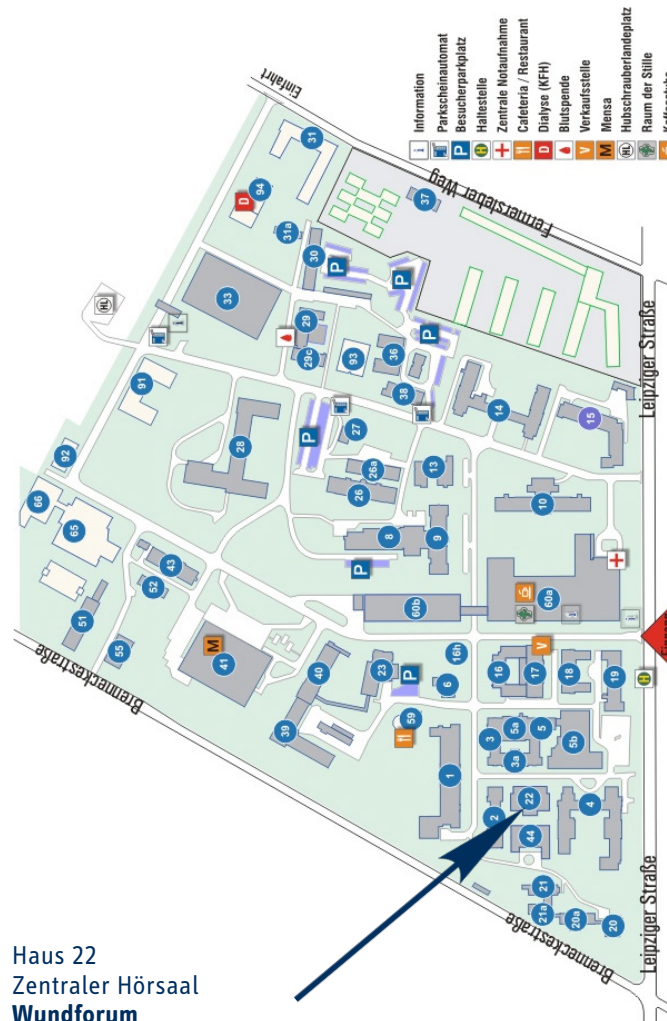 Einfahrt
Fermersleber Weg
Information
Parkscheinautomat
Besucherparkplatz
Haltestelle
Zentrale Notaufnahme
Cafeteria / Restaurant
Dialyse (KFH)
Blutspende
Verkaufsstelle
Mensa
Hubschrauberlandeplatz
Raum der Stille
i
P
H
D
V
M
HL
31
94
D
31a
30
P
37
33
HL
i
29
29c
P
93
36
P
38
91
28
P
27
14
15
92
26a
26
13
10
66
65
43
52
8
9
P
60b
60a
i
i
51
55
M
41
40
23
P
6
16h
16
V
17
18
19
H
39
59
1
3
5a
5
3a
5b
2
22
44
4
21
21a
20a
20
Brenneckestraße
Brenneckestraße
Leipziger Straße
Leipziger Straße
Haus 22
Zentraler Hörsaal
Wundforum